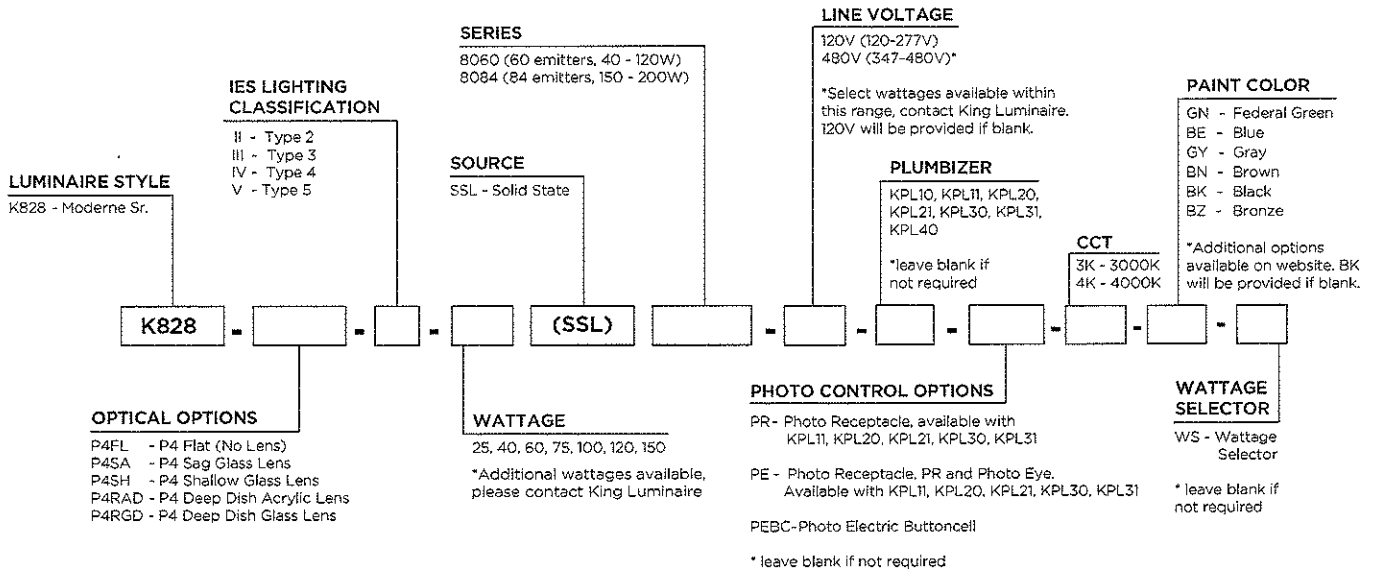 LUMINAIRE STYLE
K828 - Moderne Sr.
IES LIGHTING
CLASSIFICATION
II - Type 2
III - Type 3
IV - Type 4
V - Type 5
SERIES
8060 (60 emitters, 40 - 120W)
8084 (84 emitters, 150 - 200W)
SOURCE
SSL - Solid State
LINE VOLTAGE
120V (120-277V)
480V (347-480V)*
*Select wattages available within
this range, contact King Luminaire.
120V will be provided if blank.
PLUMBIZER
KPL10, KPL11, KPL20,
KPL21, KPL30, KPL31,
KPL40
*leave blank if
not required
CCT
3K - 3000K
4K - 4000K
PAINT COLOR
GN - Federal Green
BE - Blue
GY - Gray
BN - Brown
BK - Black
BZ - Bronze
*Additional options
available on website. BK
will be provided if blank.
K828 - - - (SSL) - - - - - -
OPTICAL OPTIONS
P4FL - P4 Flat (No Lens)
P4SA - P4 Sag Glass Lens
P4SH - P4 Shallow Glass Lens
P4RAD - P4 Deep Dish Acrylic Lens
P4RGD - P4 Deep Dish Glass Lens
WATTAGE
25, 40, 60, 75, 100, 120, 150
*Additional wattages available,
please contact King Luminaire
PHOTO CONTROL OPTIONS
PR- Photo Receptacle, available with
KPL11, KPL20, KPL21, KPL30, KPL31
PE - Photo Receptacle, PR and Photo Eye.
Available with KPL11, KPL20, KPL21, KPL30, KPL31
PEBC-Photo Electric Buttoncell
* leave blank if not required
WATTAGE
SELECTOR
WS - Wattage
Selector
* leave blank if
not required